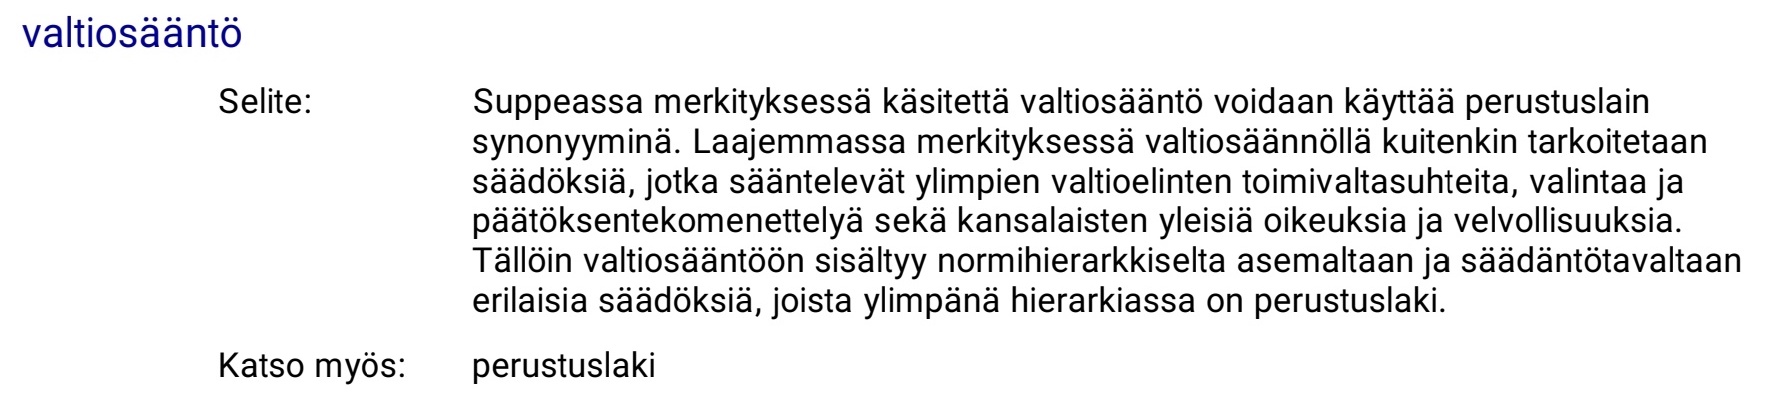 valtiosääntö
Selite: Suppeassa merkityksessä käsitettä valtiosääntö voidaan käyttää perustuslain
synonyyminä. Laajemmassa merkityksessä valtiosäännöllä kuitenkin tarkoitetaan
säädöksiä, jotka sääntelevät ylimpien valtioelinten toimivaltasuhteita, valintaa ja
päätöksentekomenettelyä sekä kansalaisten yleisiä oikeuksia ja velvollisuuksia.
Tällöin valtiosääntöön sisältyy normihierarkkiselta asemaltaan ja säädäntötavaltaan
erilaisia säädöksiä, joista ylimpänä hierarkiassa on perustuslaki.
Katso myös: perustuslaki